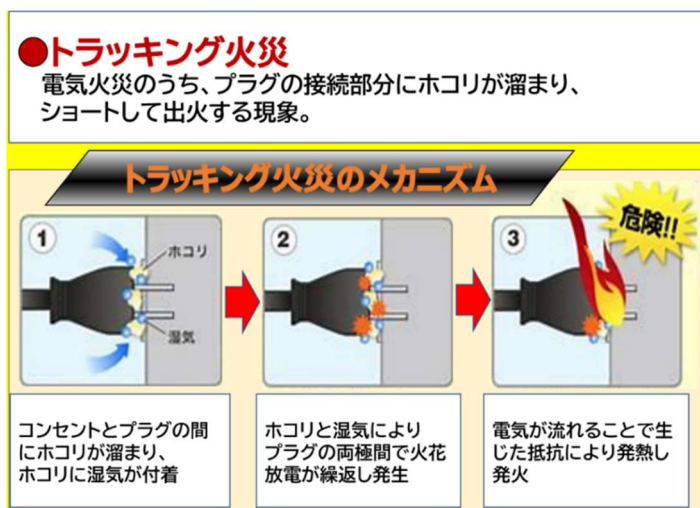 ●トラッキング火災
電気火災のうち、プラグの接続部分にホコリが溜まり、
ショートして出火する現象。
トラッキング火災のメカニズム
1
ホコリ
湿気
2
3
危険!!
コンセントとプラグの間
にホコリが溜まり、
ホコリに湿気が付着
ホコリと湿気により
プラグの両極間で火花
放電が繰返し発生
電気が流れることで生
じた抵抗により発熱し
発火